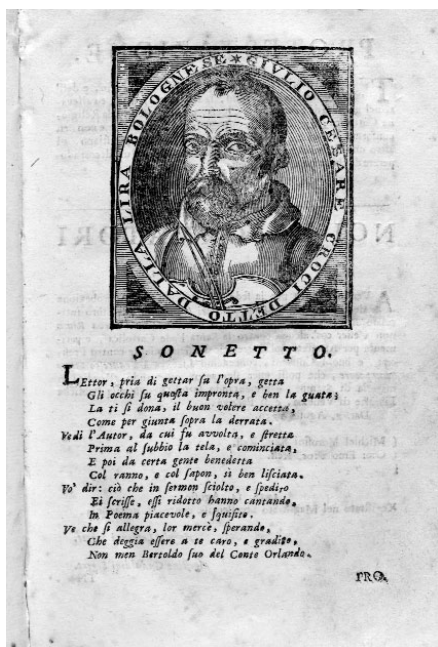 GIVLIO CESARE CROCI DETTO DALLA LIRA BOLOGNESE *
SONETTO.
LEttor, pria di gettar ſu l'opra, getta
Gli occhi ſu queſta impronta, e ben la guata;
La ti ſi dona, il buon volere accetta,
Come per giunta ſopra la derrata.
Vedi l'Autor, da cui fu avvolta, e ſtretta
Prima al ſubbio la tela, e cominciata,
E poi da certa gente benedetta
Col ranno, e col ſapon, sì ben liſciata.
Vo' dir: ciò che in ſermon ſciolto, e ſpedito
Ei ſcriſſe, eſſi ridotto hanno cantando,
In Poema piacevole, e ſquiſito.
Ve che ſi allegra, lor mercè, ſperando,
Che deggia eſſere a te caro, e gradito,
Non men Bertoldo ſuo del Conte Orlando.
PRO.